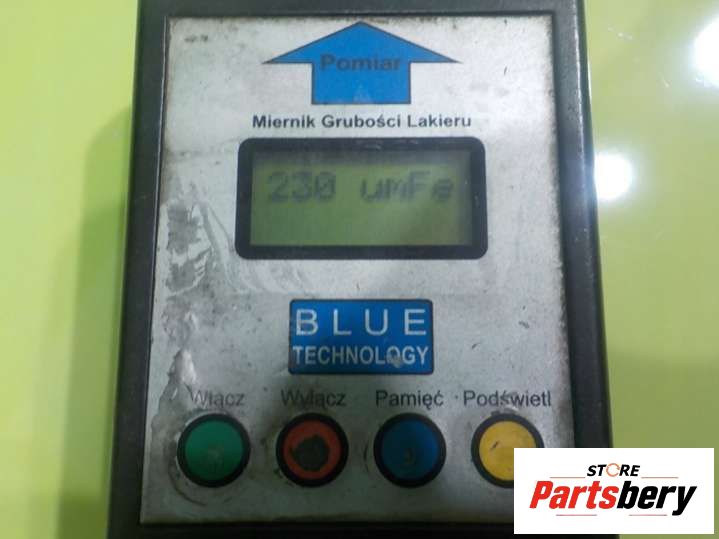 Pomiar
Miernik Grubości Lakieru
230 umFe
BLUE
TECHNOLOGY
Włącz Wyłącz Pamięć Podświetl
STORE
Partsbery